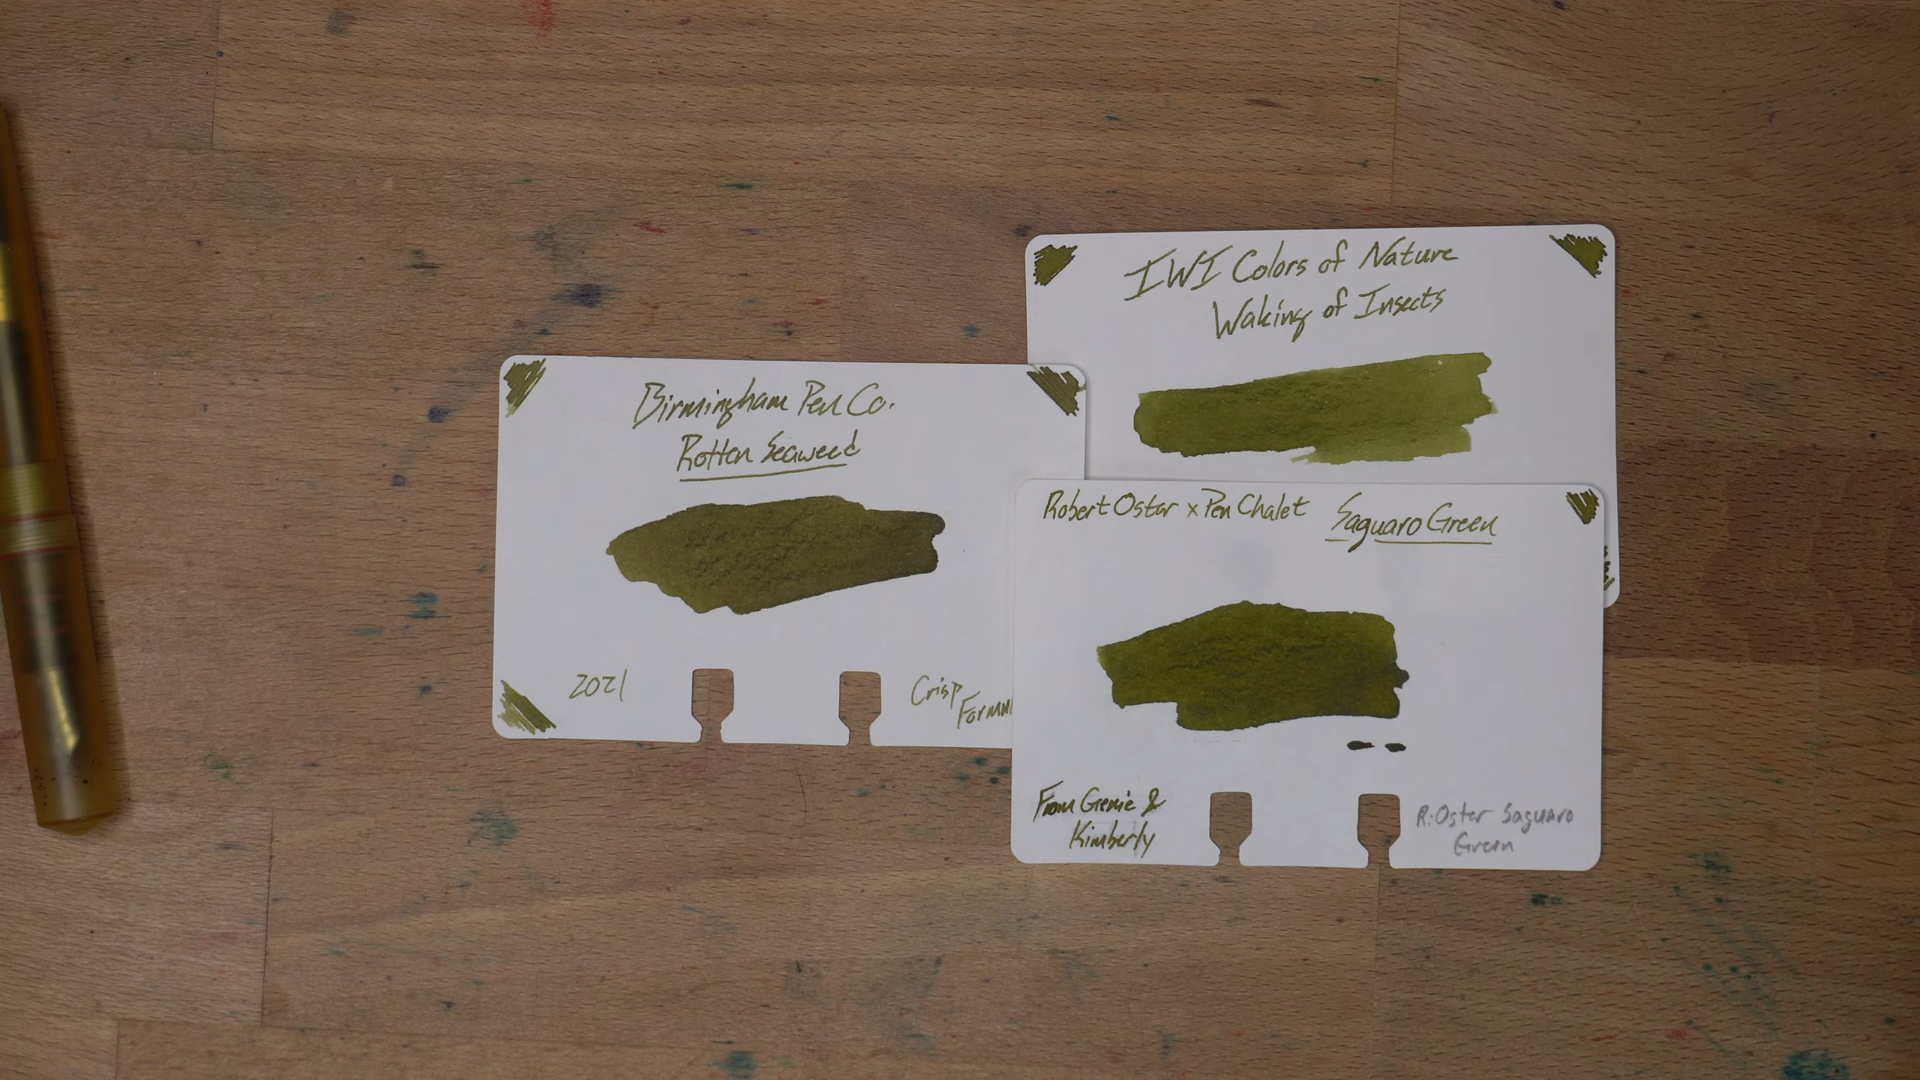 IWI Colors of Nature
Waking of Insects
Birmingham Pen Co.
Rotten Seaweed
2021
Crisp
Robert Oster x Pen Chalet Saguaro Green
From Genie &
Kimberly
R. Oster Saguaro
Green